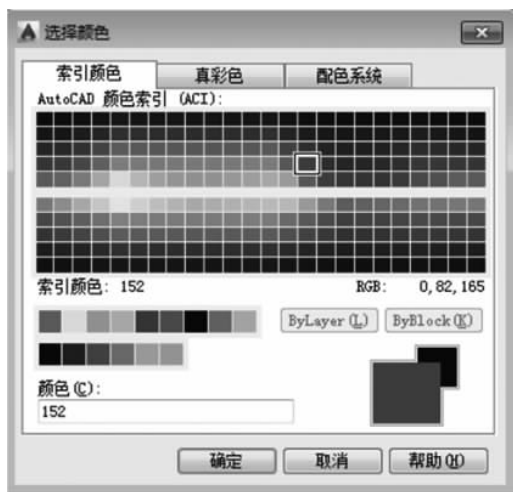 选择颜色
索引颜色 真彩色 配色系统
AutoCAD 颜色索引 (ACI):
索引颜色: 152 RGB: 0, 82, 165
ByLayer(L) ByBlock(K)
颜色(C):
152
确定 取消 帮助(H)